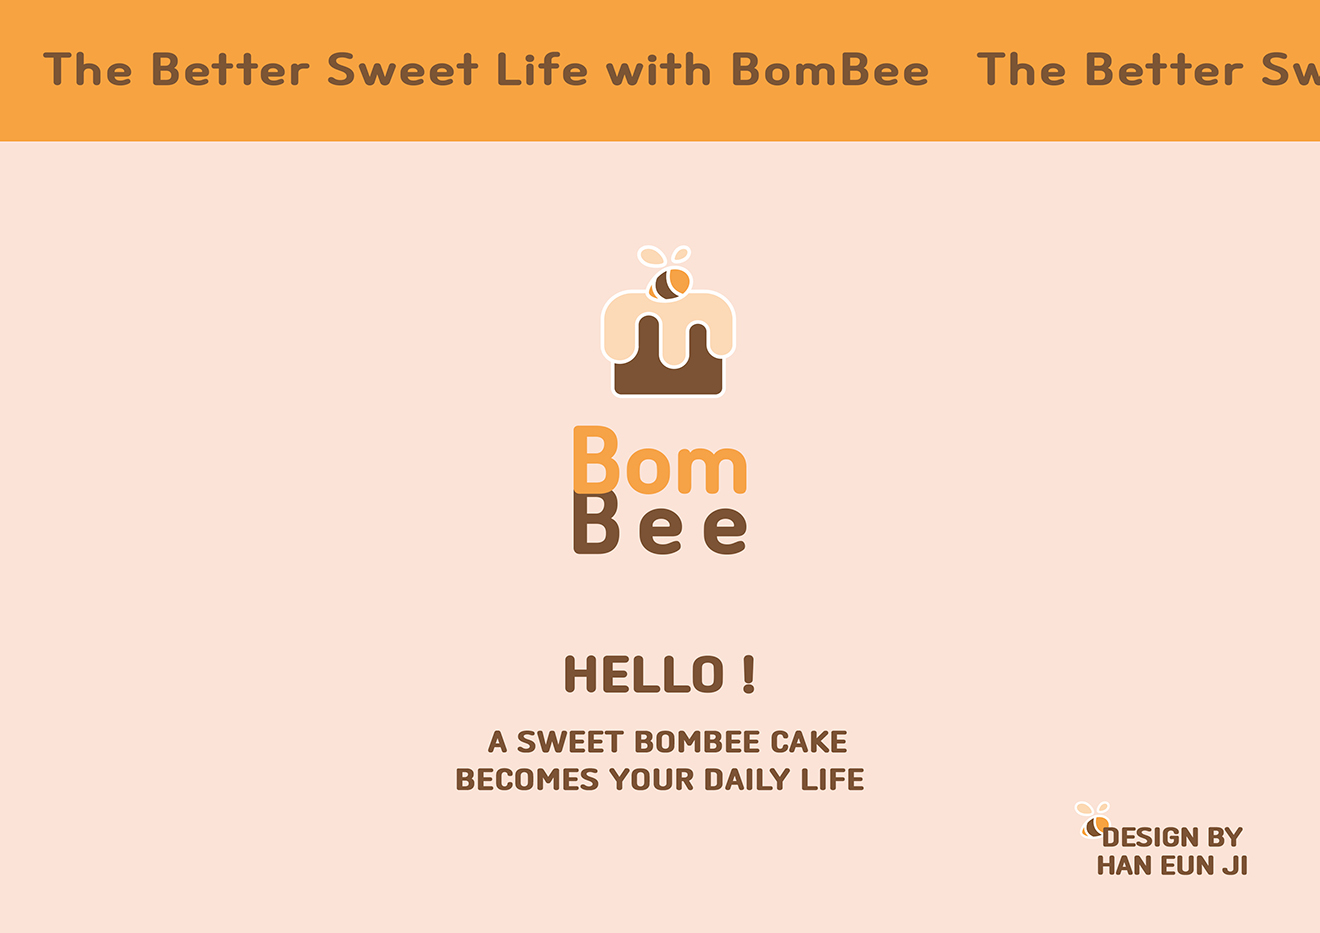 The Better Sweet Life with BomBee The Better Sw
Bom
Bee
HELLO !
A SWEET BOMBEE CAKE
BECOMES YOUR DAILY LIFE
DESIGN BY
HAN EUN JI